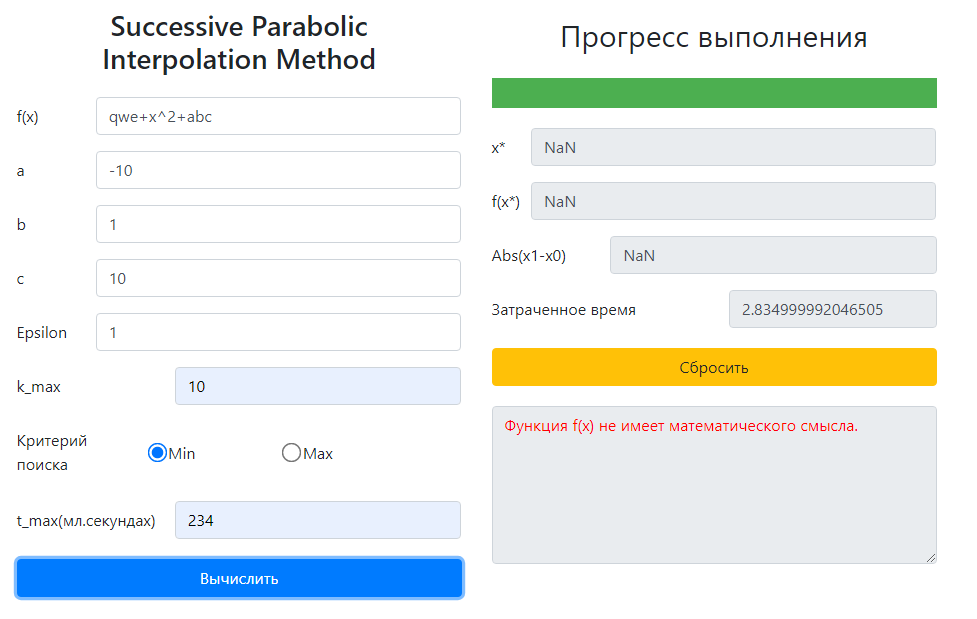 Successive Parabolic
Interpolation Method
f(x)
qwe+x^2+abc
a
-10
b
1
c
10
Epsilon
1
k_max
10
Критерий
поиска
Min
Max
t_max(мл.секундах)
234
Вычислить
Прогресс выполнения
x*
NaN
f(x*)
NaN
Abs(x1-x0)
NaN
Затраченное время
2.834999992046505
Сбросить
Функция f(x) не имеет математического смысла.